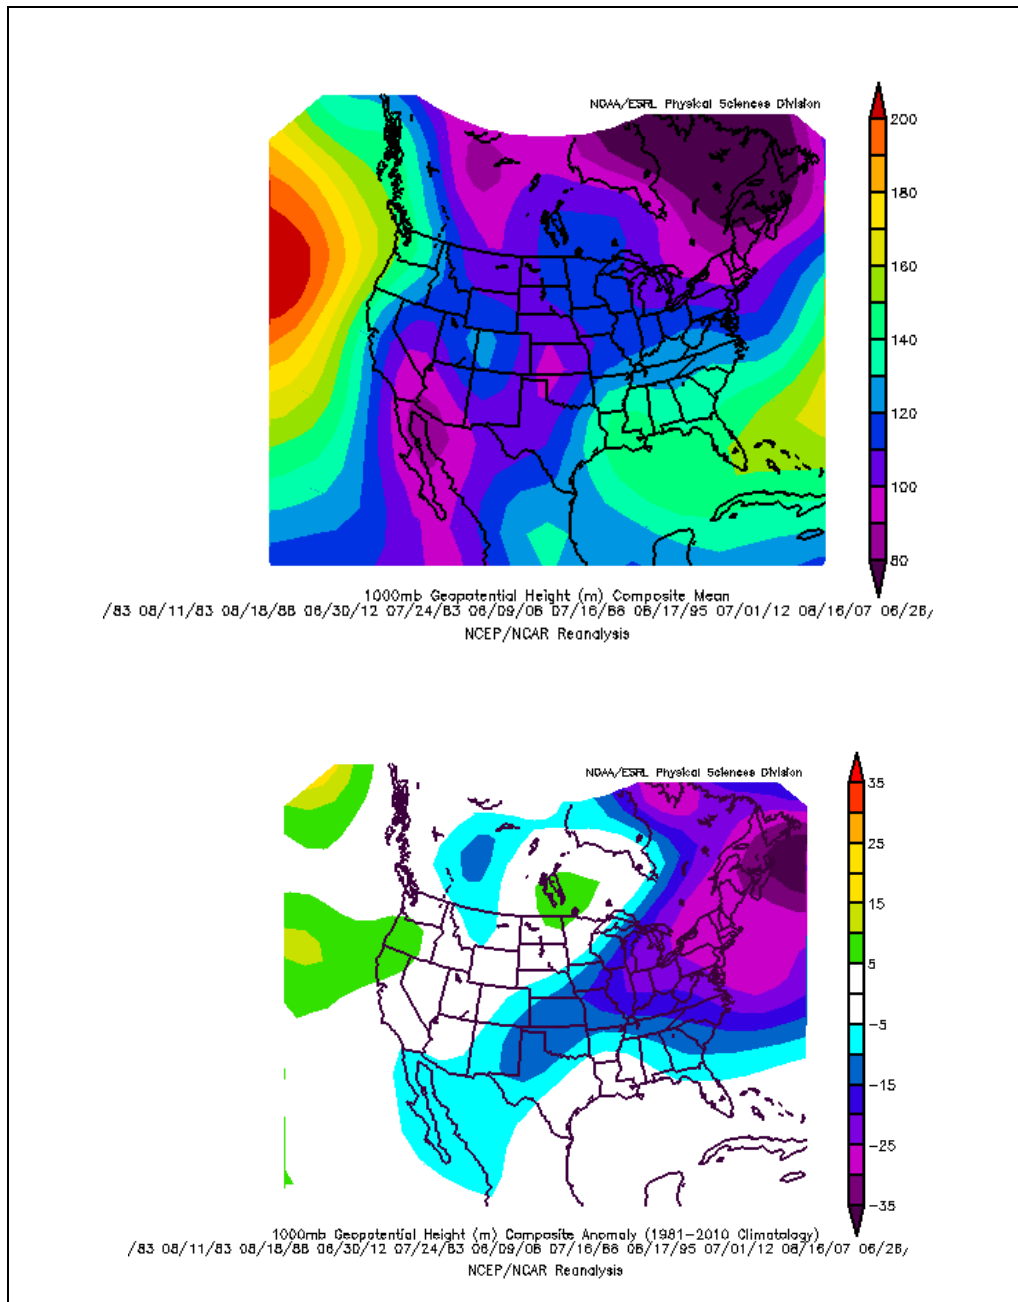 NOAA/ESRL Physical Sciences Division
200
180
160
140
120
100
80
1000mb Geopotential Height (m) Composite Mean
/83 08/11/83 08/18/88 06/30/12 07/24/83 06/09/06 07/16/88 06/17/95 07/01/12 08/16/07 06/28/
NCEP/NCAR Reanalysis
NOAA/ESRL Physical Sciences Division
35
25
15
5
-5
-15
-25
-35
1000mb Geopotential Height (m) Composite Anomaly (1981-2010 Climatology)
/83 08/11/83 08/18/88 06/30/12 07/24/83 06/09/06 07/16/88 06/17/95 07/01/12 08/16/07 06/28/
NCEP/NCAR Reanalysis